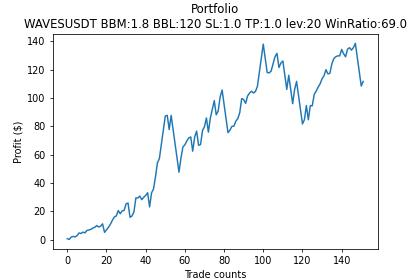 Portfolio
WAVESUSDT BBM:1.8 BBL:120 SL:1.0 TP:1.0 lev:20 WinRatio:69.0
140
120
100
80
60
40
20
0
Profit ($)
0 20 40 60 80 100 120 140
Trade counts